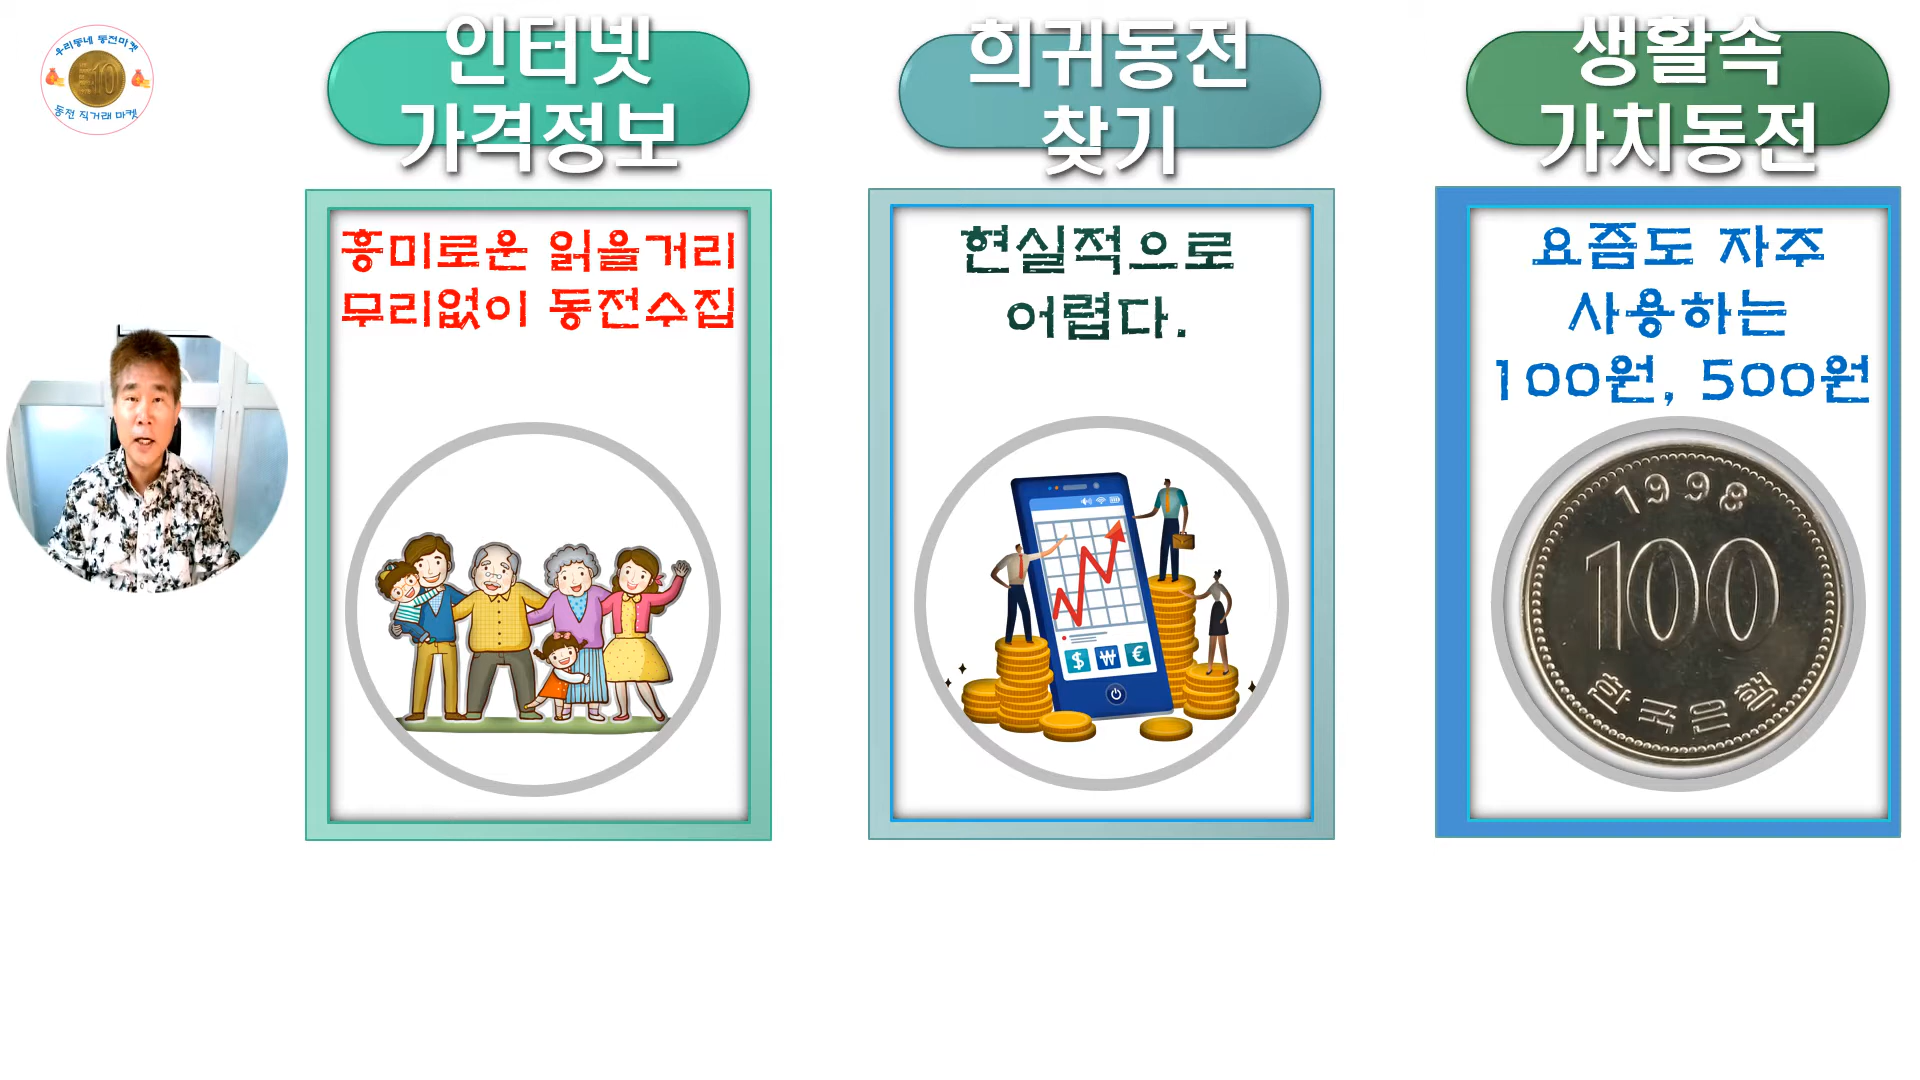 우리동네 동전마켓
10
동전 직거래 마켓
인터넷
가격정보
흥미로운 읽을거리
무리없이 동전수집
희귀동전
찾기
현실적으로
어렵다.
$ ₩ €
생활속
가치동전
요즘도 자주
사용하는
100원, 500원
1998
100
한국은행